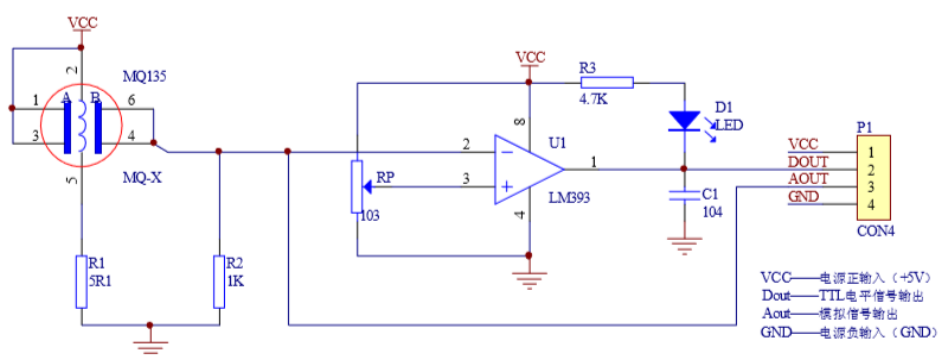 VCC
2
MQ135
1
A
B
6
3
4
5
MQ-X
R1
5R1
R2
1K
VCC
R3
4.7K
D1
LED
8
U1
2
1
RP
3
103
4
LM393
C1
104
P1
VCC
1
DOUT
2
AOUT
3
GND
4
CON4
VCC——电源正输入（+5V）
Dout——TTL电平信号输出
Aout——模拟信号输出
GND——电源负输入（GND）